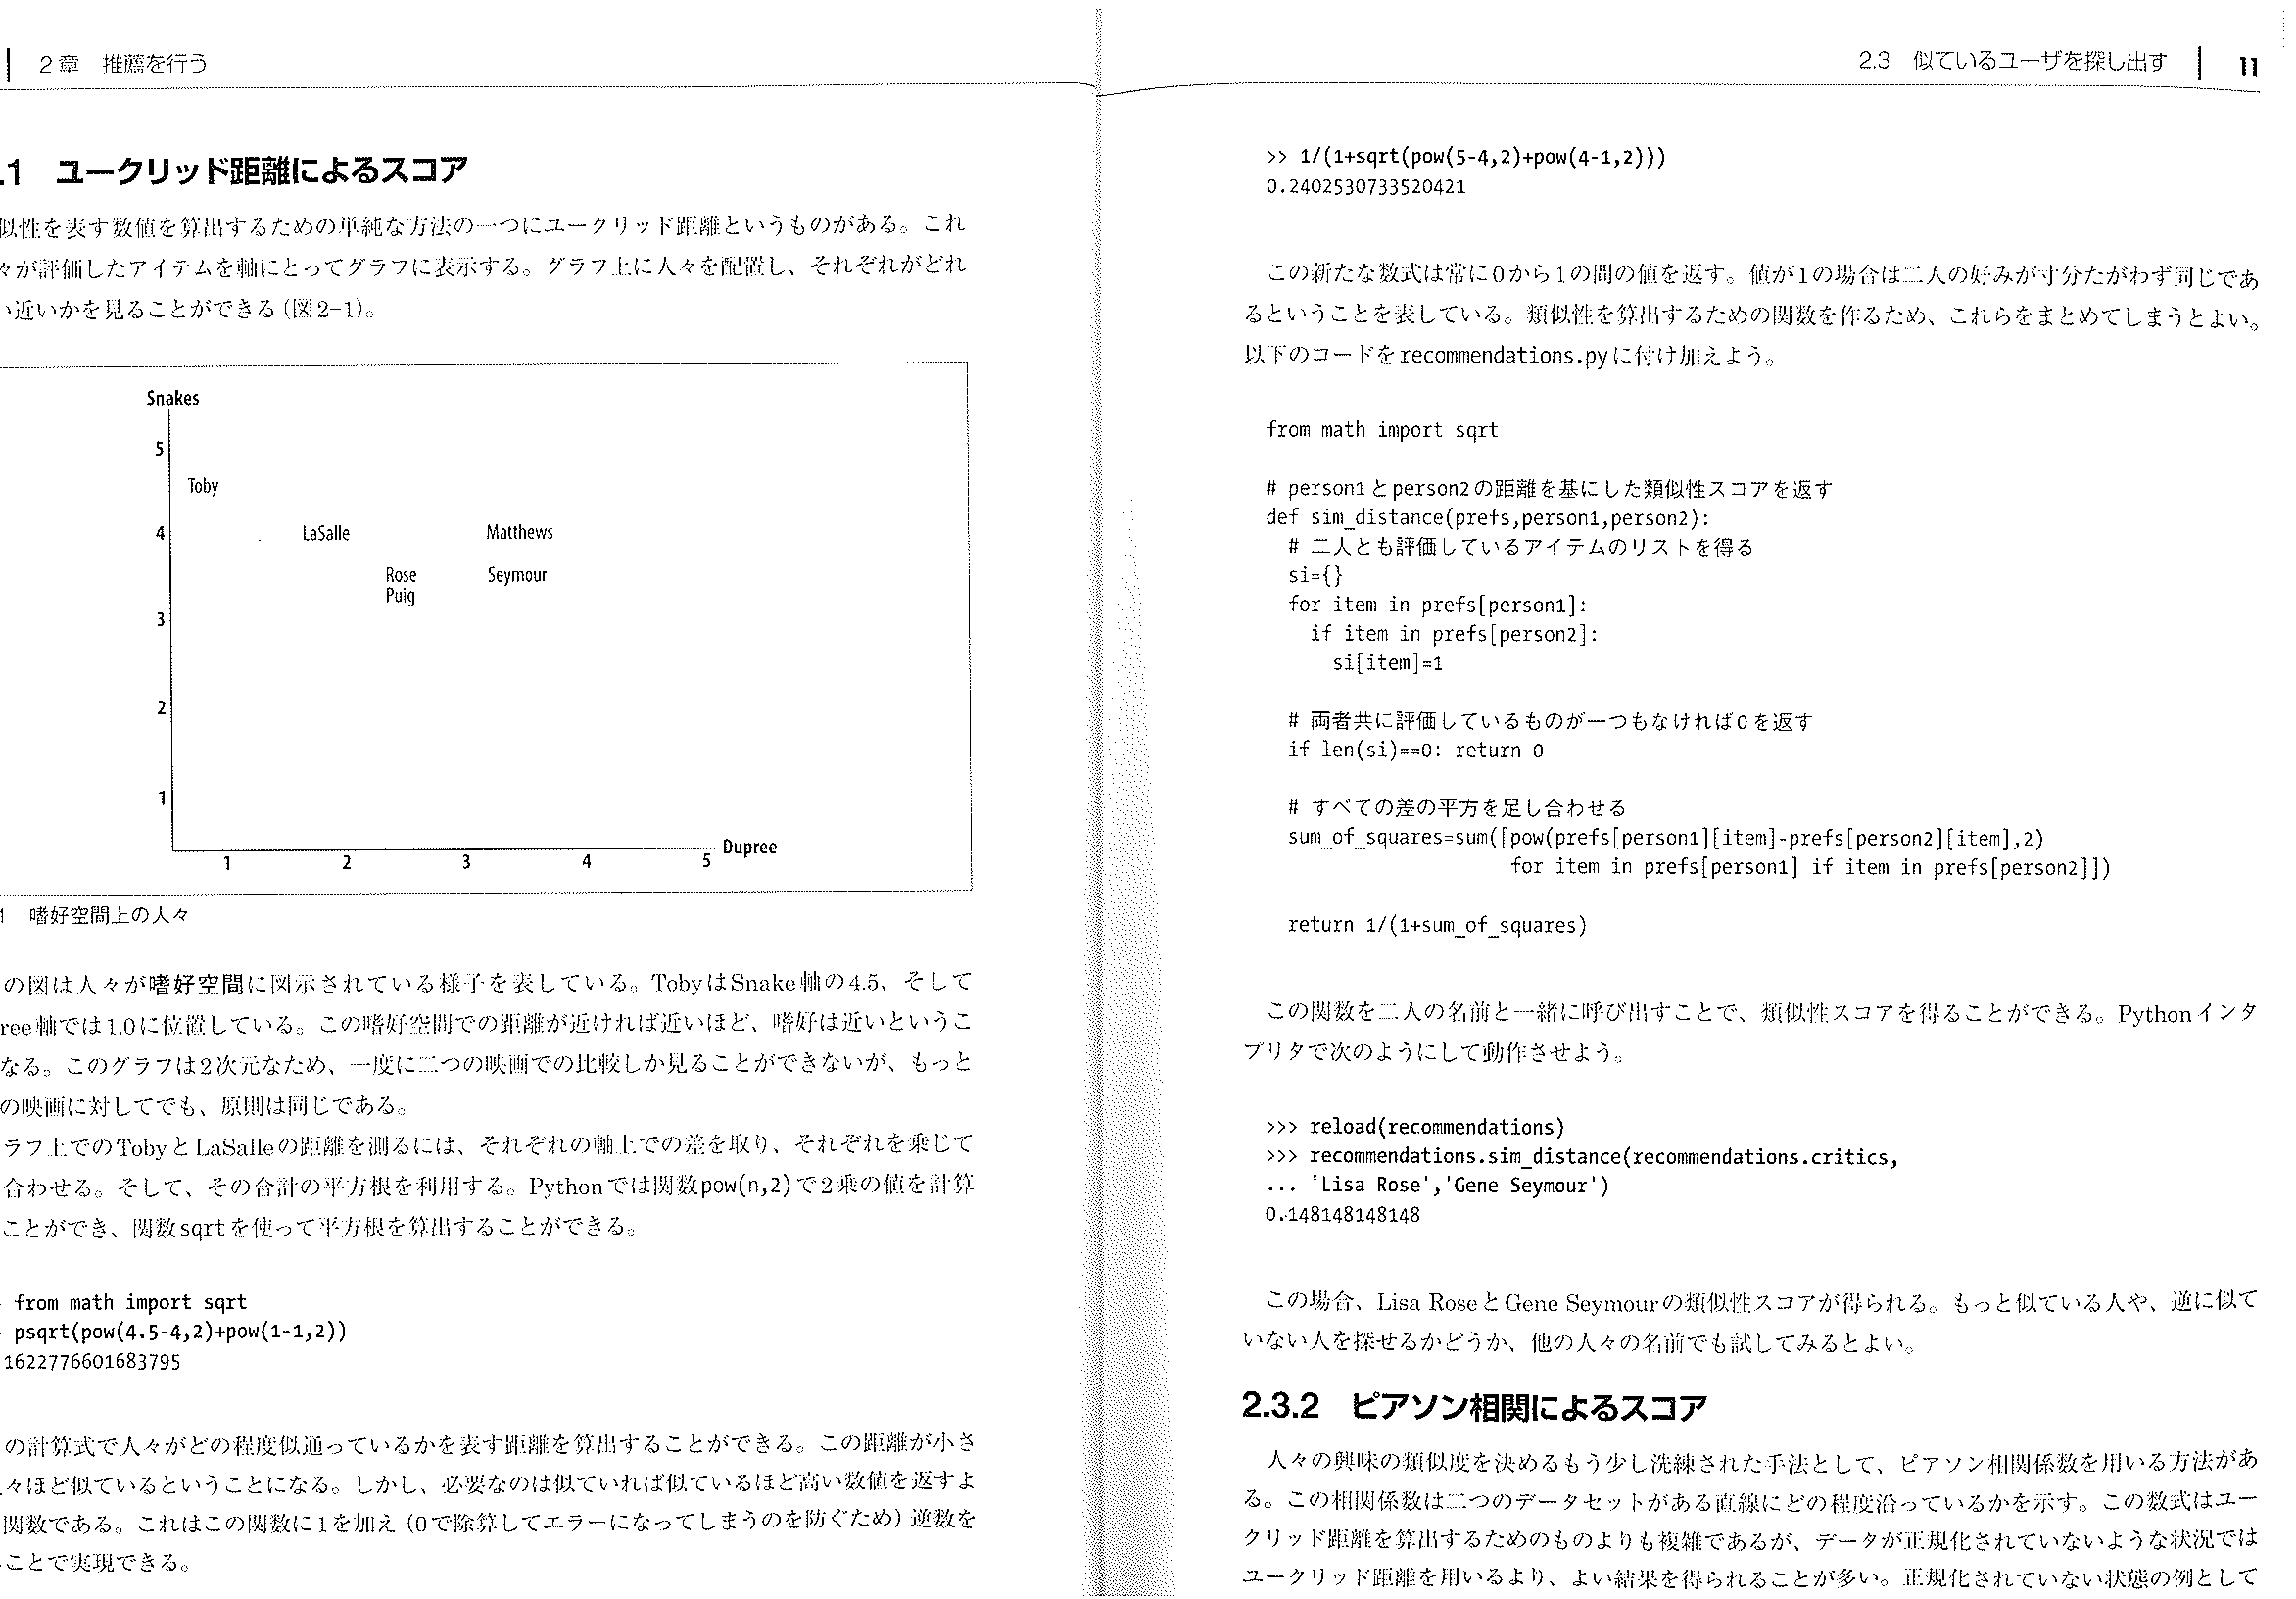 2章　推薦を行う
.1　ユークリッド距離によるスコア
似性を表す数値を算出するための単純な方法の一つにユークリッド距離というものがある。これ
々が評価したアイテムを軸にとってグラフに表示する。グラフ上に人々を配置し、それぞれがどれ
い近いかを見ることができる（図2-1）。
Snakes
5
Toby
4
LaSalle
Matthews
Rose
Seymour
Puig
3
2
1
Dupree
1
2
3
4
5
1　嗜好空間上の人々
の図は人々が嗜好空間に図示されている様子を表している。TobyはSnake軸の4.5、そして
ree軸では1.0に位置している。この嗜好空間での距離が近ければ近いほど、嗜好は近いというこ
なる。このグラフは2次元なため、一度に二つの映画での比較しか見ることができないが、もっと
の映画に対してでも、原則は同じである。
ラフ上でのTobyとLaSalleの距離を測るには、それぞれの軸上での差を取り、それぞれを乗じて
合わせる。そして、その合計の平方根を利用する。Pythonでは関数pow(n,2)で2乗の値を計算
ことができ、関数sqrtを使って平方根を算出することができる。
from math import sqrt
psqrt(pow(4.5-4,2)+pow(1-1,2))
1622776601683795
の計算式で人々がどの程度似通っているかを表す距離を算出することができる。この距離が小さ
々ほど似ているということになる。しかし、必要なのは似ていれば似ているほど高い数値を返すよ
関数である。これはこの関数に1を加え（0で除算してエラーになってしまうのを防ぐため）逆数を
ことで実現できる。
2.3　似ているユーザを探し出す
11
>> 1/(1+sqrt(pow(5-4,2)+pow(4-1,2)))
0.2402530733520421
この新たな数式は常に0から1の間の値を返す。値が1の場合は二人の好みが寸分たがわず同じであ
るということを表している。類似性を算出するための関数を作るため、これらをまとめてしまうとよい。
以下のコードをrecommendations.pyに付け加えよう。
from math import sqrt
# person1とperson2の距離を基にした類似性スコアを返す
def sim_distance(prefs,person1,person2):
# 二人とも評価しているアイテムのリストを得る
si={}
for item in prefs[person1]:
if item in prefs[person2]:
si[item]=1
# 両者共に評価しているものが一つもなければ0を返す
if len(si)==0: return 0
# すべての差の平方を足し合わせる
sum_of_squares=sum([pow(prefs[person1][item]-prefs[person2][item],2)
for item in prefs[person1] if item in prefs[person2]])
return 1/(1+sum_of_squares)
この関数を二人の名前と一緒に呼び出すことで、類似性スコアを得ることができる。Pythonインタ
プリタで次のようにして動作させよう。
>>> reload(recommendations)
>>> recommendations.sim_distance(recommendations.critics,
... 'Lisa Rose','Gene Seymour')
0.148148148148
この場合、Lisa RoseとGene Seymourの類似性スコアが得られる。もっと似ている人や、逆に似て
いない人を探せるかどうか、他の人々の名前でも試してみるとよい。
2.3.2　ピアソン相関によるスコア
人々の興味の類似度を決めるもう少し洗練された手法として、ピアソン相関係数を用いる方法があ
る。この相関係数は二つのデータセットがある直線にどの程度沿っているかを示す。この数式はユー
クリッド距離を算出するためのものよりも複雑であるが、データが正規化されていないような状況では
ユークリッド距離を用いるより、よい結果を得られることが多い。正規化されていない状態の例として